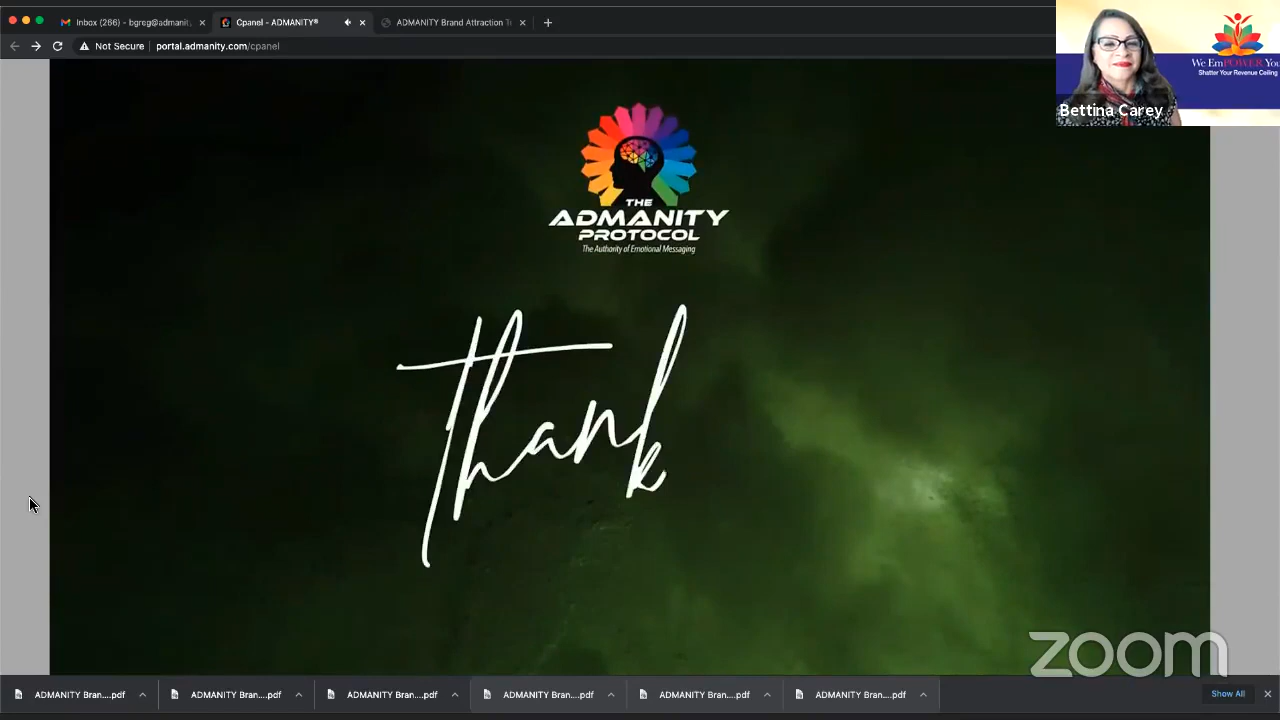 Inbox (266) - bgreg@admanit
Cpanel - ADMANITY®
ADMANITY Brand Attraction T
Not Secure
portal.admanity.com/cpanel
We EmPOWER You
Shatter Your Revenue Ceiling
Bettina Carey
THE
ADMANITY
PROTOCOL
The Authority of Emotional Messaging
Thank
zoom
ADMANITY Bran....pdf
ADMANITY Bran....pdf
ADMANITY Bran....pdf
ADMANITY Bran....pdf
ADMANITY Bran....pdf
ADMANITY Bran....pdf
Show All